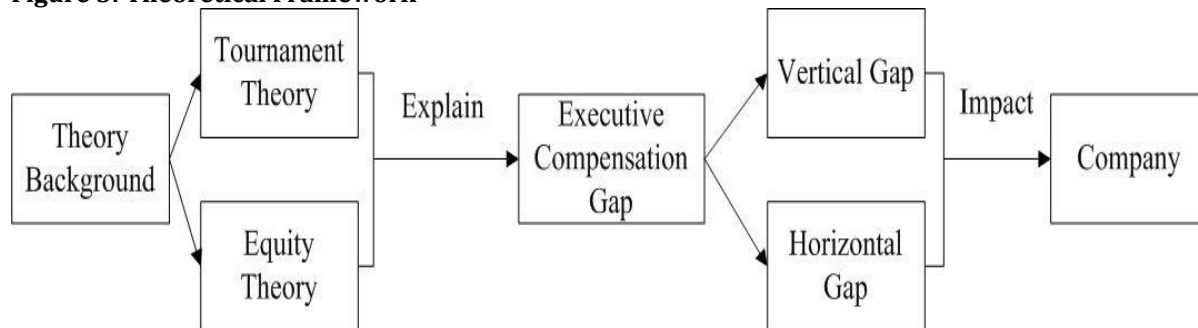 Figure 3. Theoretical Framework
Theory
Background
Tournament
Theory
Equity
Theory
Explain
Executive
Compensation
Gap
Vertical Gap
Horizontal
Gap
Impact
Company